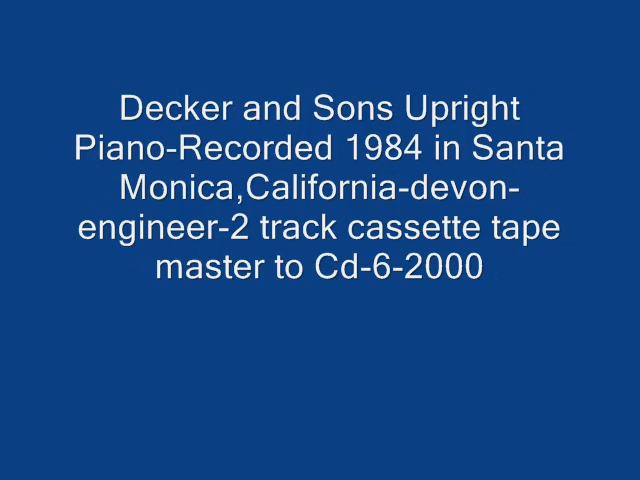 Decker and Sons Upright
Piano-Recorded 1984 in Santa
Monica,California-devon-
engineer-2 track cassette tape
master to Cd-6-2000